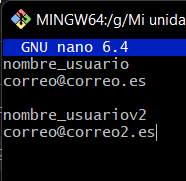 MINGW64:/g/Mi unida
GNU nano 6.4
nombre_usuario
correo@correo.es
nombre_usuariov2
correo@correo2.es